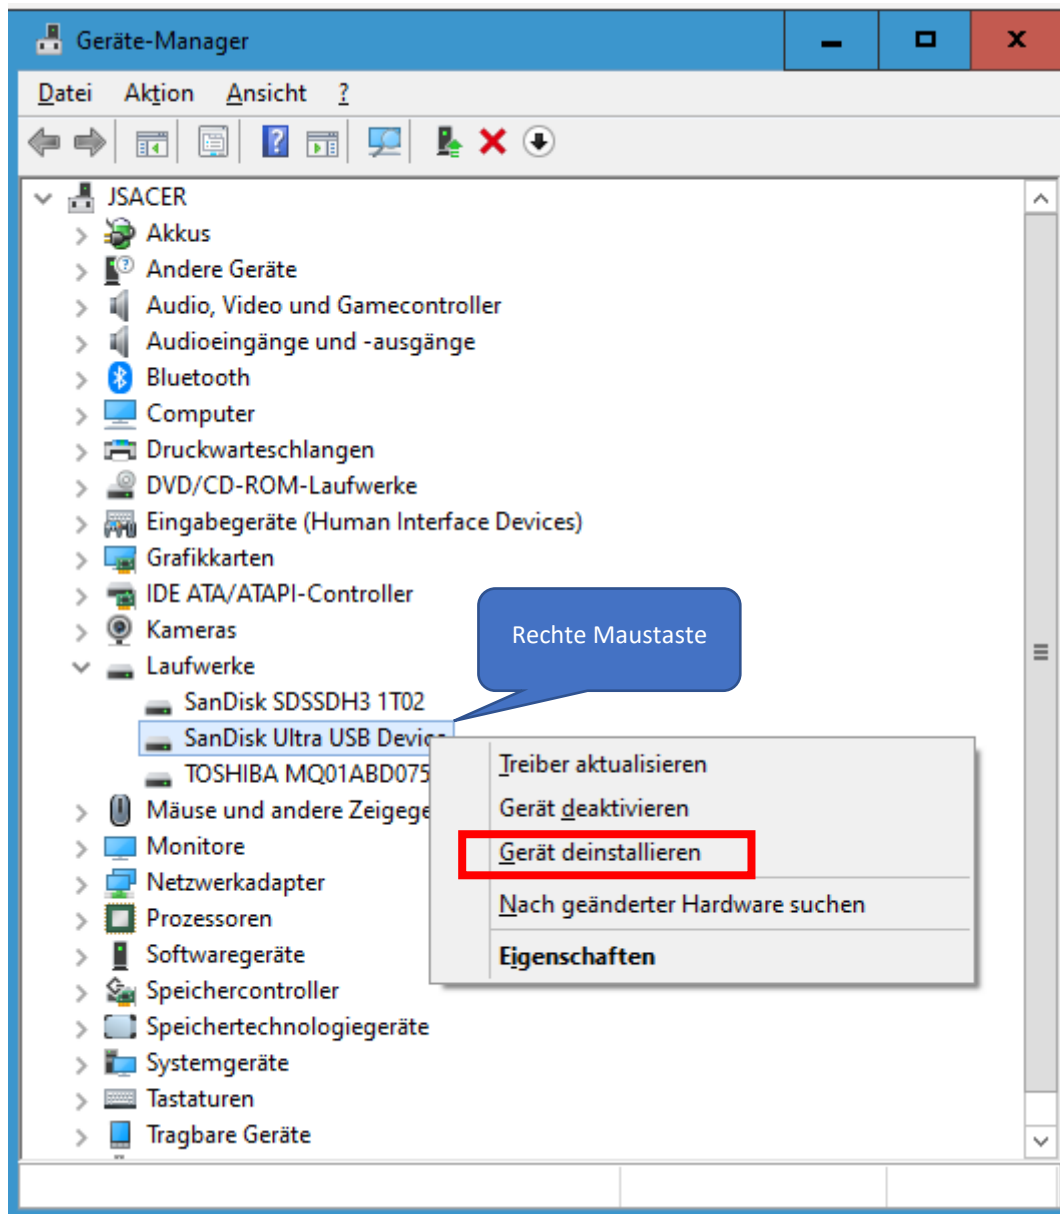 Geräte-Manager
Datei Aktion Ansicht ?
JSACER
Akkus
Andere Geräte
Audio, Video und Gamecontroller
Audioeingänge und -ausgänge
Bluetooth
Computer
Druckwarteschlangen
DVD/CD-ROM-Laufwerke
Eingabegeräte (Human Interface Devices)
Grafikkarten
IDE ATA/ATAPI-Controller
Kameras
Rechte Maustaste
Laufwerke
SanDisk SDSSDH3 1T02
SanDisk Ultra USB Device
TOSHIBA MQ01ABD075
Mäuse und andere Zeigege
Monitore
Netzwerkadapter
Prozessoren
Softwaregeräte
Speichercontroller
Speichertechnologiegeräte
Systemgeräte
Tastaturen
Tragbare Geräte
Treiber aktualisieren
Gerät deaktivieren
Gerät deinstallieren
Nach geänderter Hardware suchen
Eigenschaften